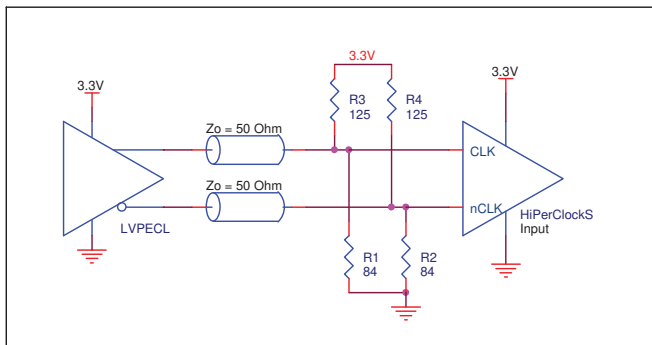 3.3V
3.3V
3.3V
R3
125
R4
125
Zo = 50 Ohm
CLK
Zo = 50 Ohm
nCLK
LVPECL
HiPerClockS
Input
R1
84
R2
84